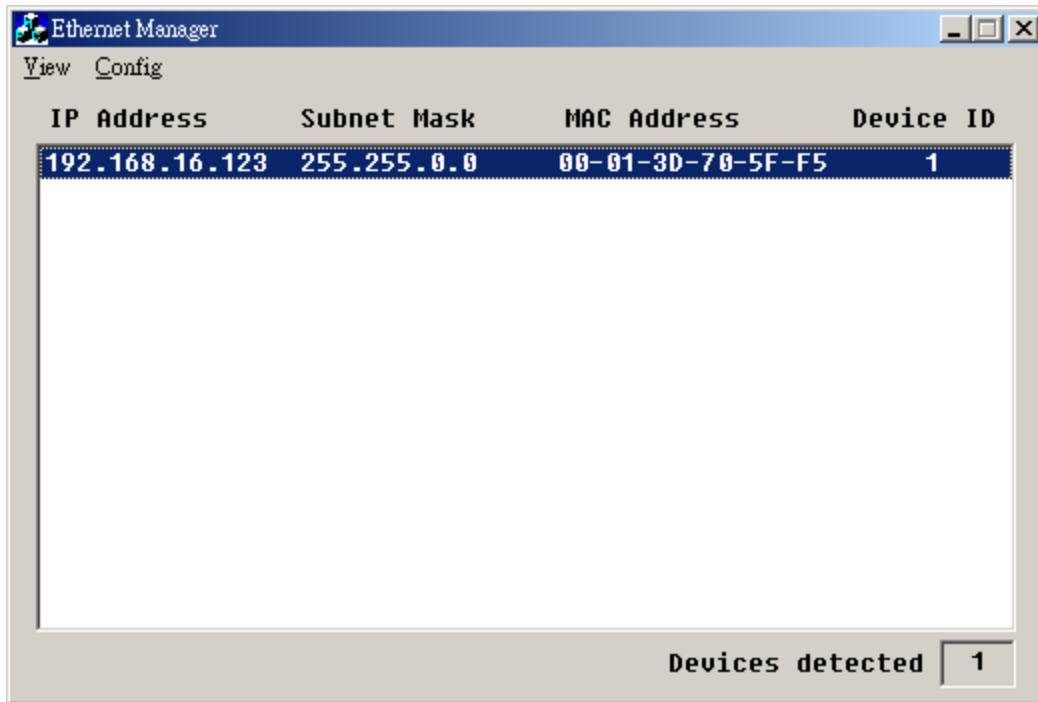 Ethernet Manager
View Config
IP Address Subnet Mask MAC Address Device ID
192.168.16.123 255.255.0.0 00-01-3D-70-5F-F5 1
Devices detected 1